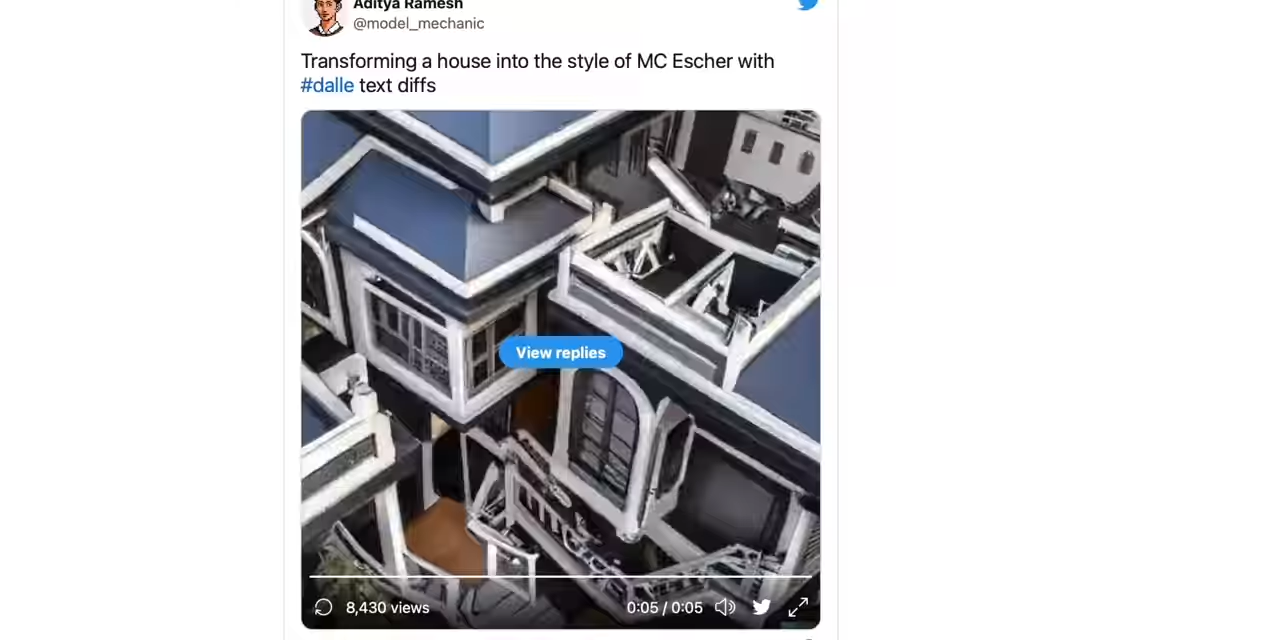 Aditya Ramesh
@model_mechanic
Transforming a house into the style of MC Escher with
#dalle text diffs
View replies
8,430 views
0:05 / 0:05